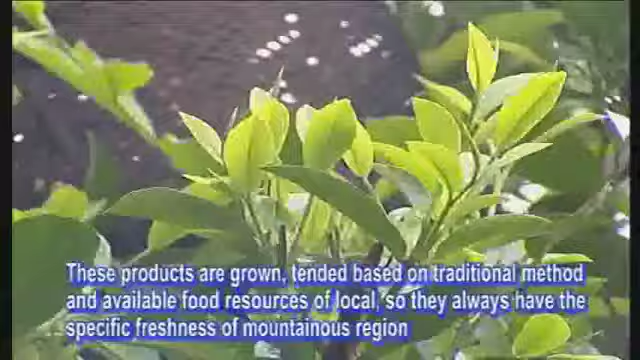 These products are grown, tended based on traditional method
and available food resources of local, so they always have the
specific freshness of mountainous region